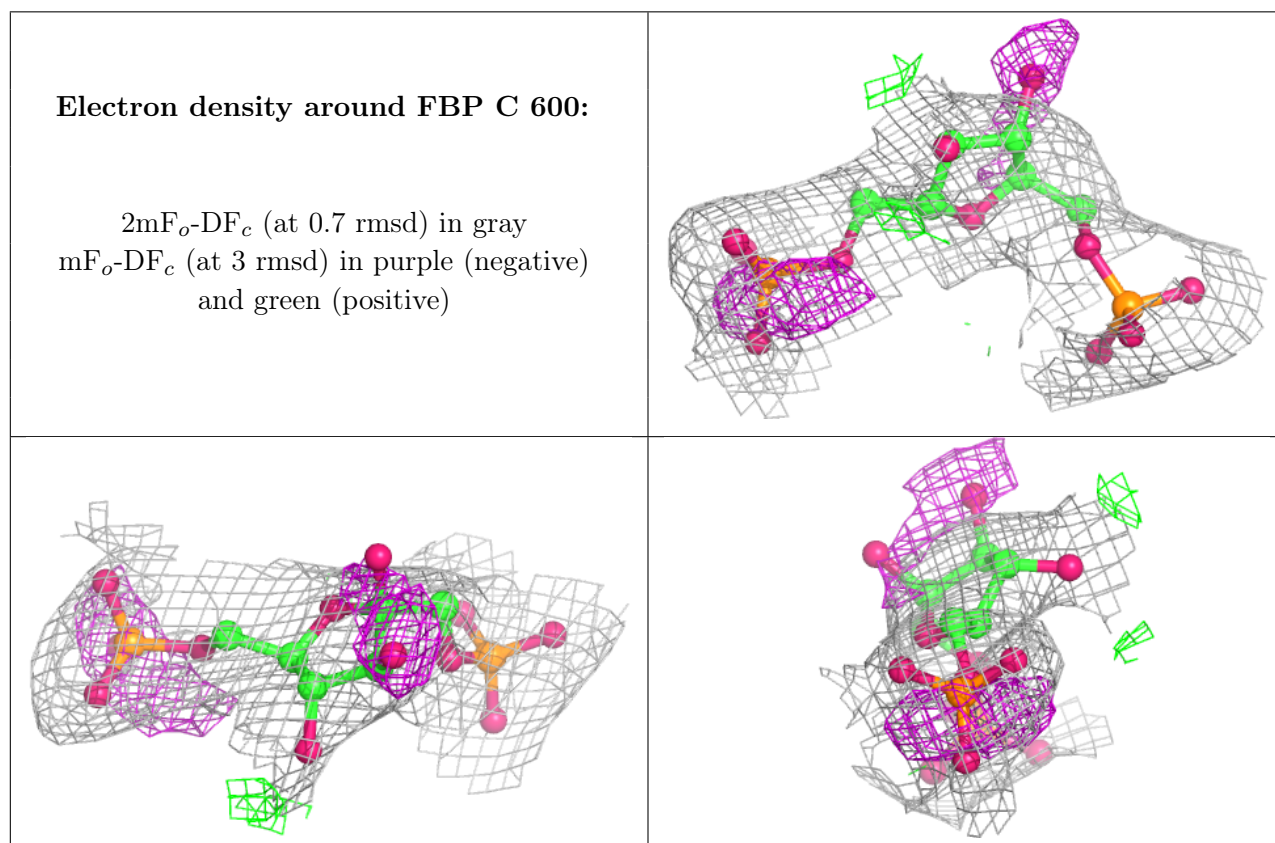 Electron density around FBP C 600:
2mFo-DFc (at 0.7 rmsd) in gray
mFo-DFc (at 3 rmsd) in purple (negative)
and green (positive)